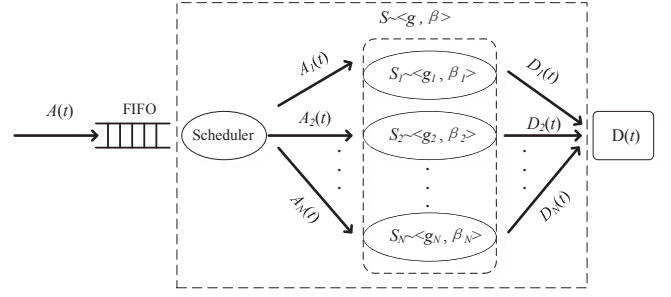 S~<g , β>
A(t)
FIFO
Scheduler
A1(t)
A2(t)
AN(t)
S1~<g1, β1>
S2~<g2, β2>
SN~<gN, βN>
D1(t)
D2(t)
DN(t)
D(t)